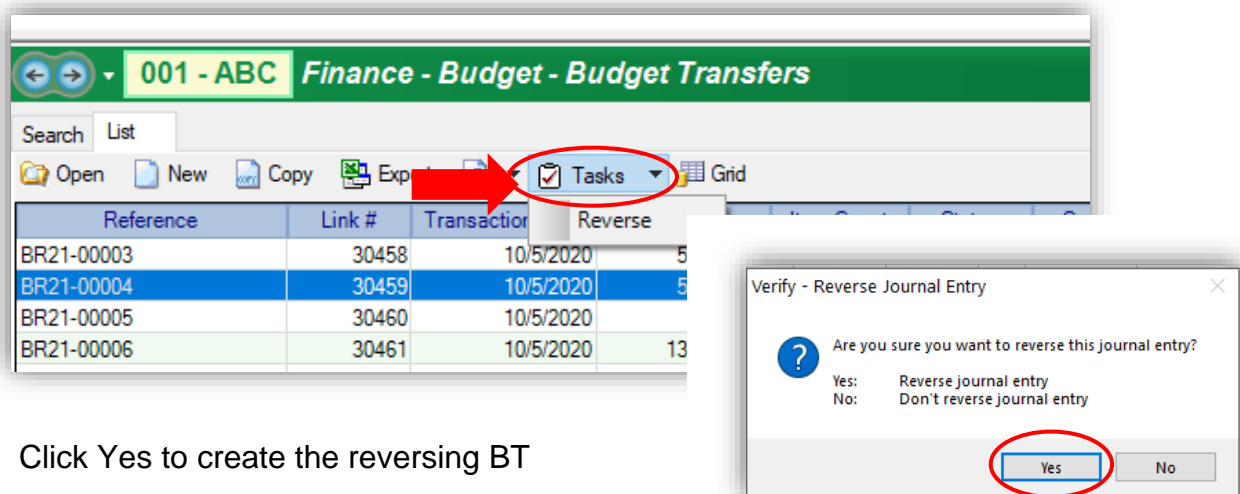 001 - ABC Finance - Budget - Budget Transfers
Search List
Open New Copy Tasks Grid
Reference Link # Reverse
BR21-00003 30458 10/5/2020
BR21-00004 30459 10/5/2020
BR21-00005 30460 10/5/2020
BR21-00006 30461 10/5/2020
Verify - Reverse Journal Entry
Are you sure you want to reverse this journal entry?
Yes: Reverse journal entry
No: Don't reverse journal entry
Yes No
Click Yes to create the reversing BT